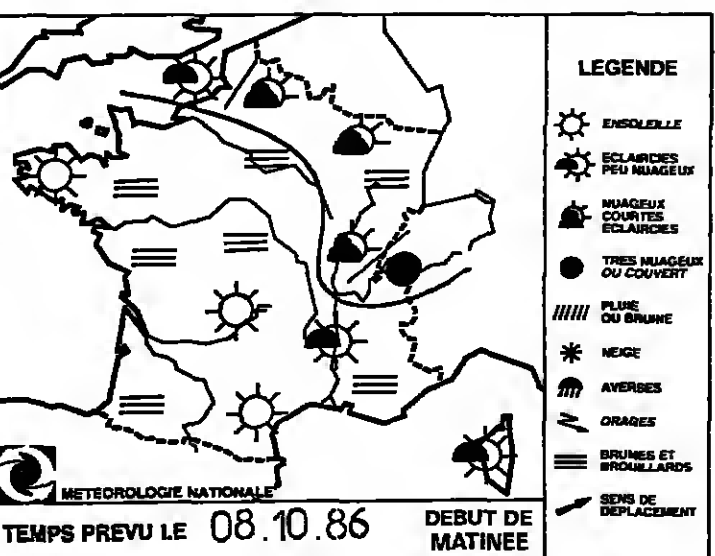 LEGENDE
ENSOLEILLE
ECLAIRCIES
PEU NUAGEUX
NUAGEUX
COURTES
ECLAIRCIES
TRES NUAGEUX
OU COUVERT
PLUIE
OU BRUINE
NEIGE
AVERSES
ORAGES
BRUMES ET
BROUILLARDS
SENS DE
DEPLACEMENT
METEOROLOGIE NATIONALE
TEMPS PREVU LE 08.10.86 DEBUT DE
MATINEE